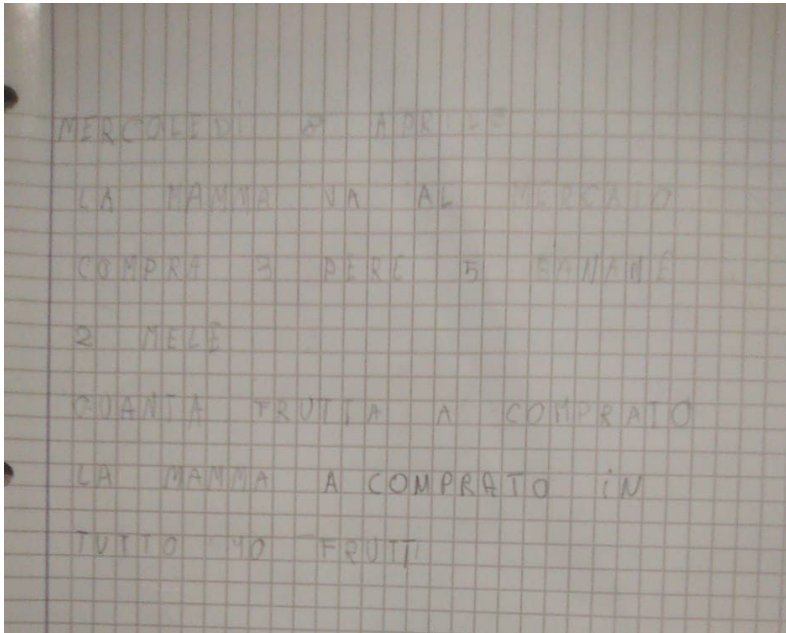 MERCOLEDI 8 APRILE
LA MAMMA VA AL MERCATO
COMPRA 3 PERE 5 BANANE
2 MELE
QUANTA FRUTTA A COMPRATO
LA MAMMA A COMPRATO iN
TUTTO 10 FRUTTI